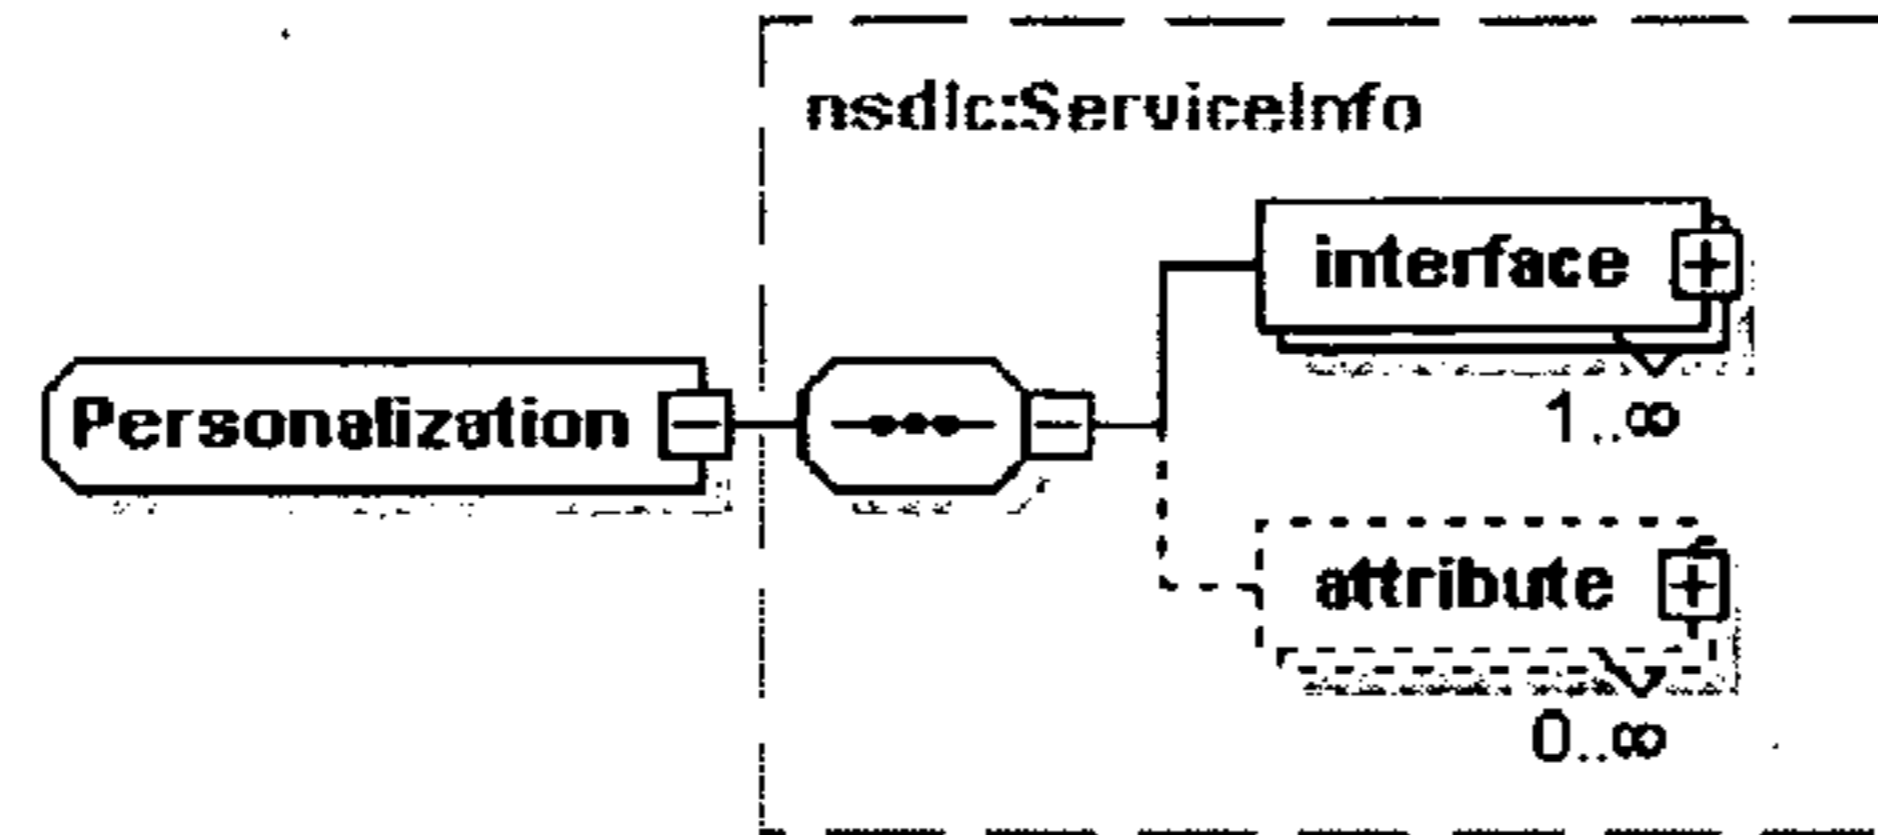 nsdlc:ServiceInfo
interface
1..∞
Personalization
attribute
0..∞